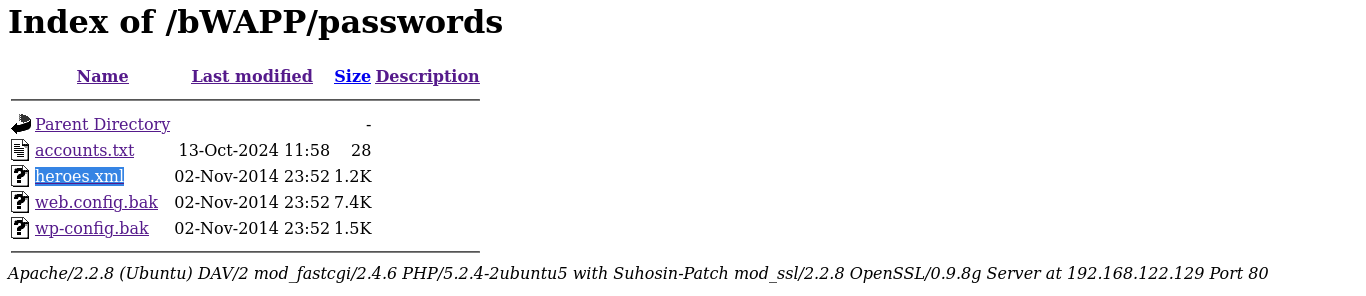 Index of /bWAPP/passwords
Name Last modified Size Description
Parent Directory -
accounts.txt 13-Oct-2024 11:58 28
heroes.xml 02-Nov-2014 23:52 1.2K
web.config.bak 02-Nov-2014 23:52 7.4K
wp-config.bak 02-Nov-2014 23:52 1.5K
Apache/2.2.8 (Ubuntu) DAV/2 mod_fastcgi/2.4.6 PHP/5.2.4-2ubuntu5 with Suhosin-Patch mod_ssl/2.2.8 OpenSSL/0.9.8g Server at 192.168.122.129 Port 80